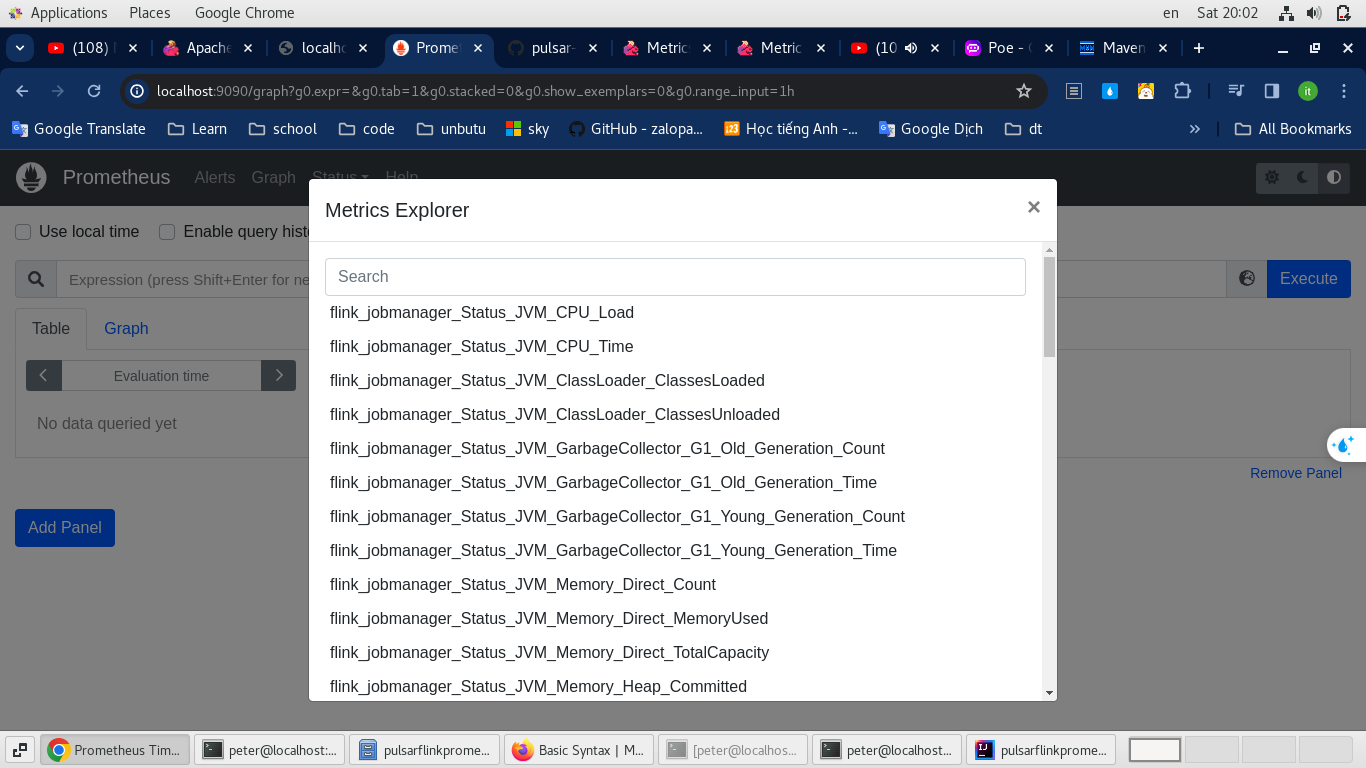 Applications Places Google Chrome en Sat 20:02
(108) Apache localho Prome pulsar- Metric Metric (10 Poe - Maven
localhost:9090/graph?g0.expr=&g0.tab=1&g0.stacked=0&g0.show_exemplars=0&g0.range_input=1h it
Google Translate Learn school code unbutu sky GitHub - zalopa... Học tiếng Anh -... Google Dịch dt » All Bookmarks
Prometheus Alerts Graph Status Help
Metrics Explorer ×
Use local time Enable query histo
Search
Expression (press Shift+Enter for ne Execute
flink_jobmanager_Status_JVM_CPU_Load
Table Graph
flink_jobmanager_Status_JVM_CPU_Time
Evaluation time
flink_jobmanager_Status_JVM_ClassLoader_ClassesLoaded
flink_jobmanager_Status_JVM_ClassLoader_ClassesUnloaded
No data queried yet
flink_jobmanager_Status_JVM_GarbageCollector_G1_Old_Generation_Count
Remove Panel
flink_jobmanager_Status_JVM_GarbageCollector_G1_Old_Generation_Time
flink_jobmanager_Status_JVM_GarbageCollector_G1_Young_Generation_Count
Add Panel
flink_jobmanager_Status_JVM_GarbageCollector_G1_Young_Generation_Time
flink_jobmanager_Status_JVM_Memory_Direct_Count
flink_jobmanager_Status_JVM_Memory_Direct_MemoryUsed
flink_jobmanager_Status_JVM_Memory_Direct_TotalCapacity
flink_jobmanager_Status_JVM_Memory_Heap_Committed
Prometheus Tim... peter@localhost:... pulsarflinkprome... Basic Syntax | M... [peter@localhos... peter@localhost... pulsarflinkprome...